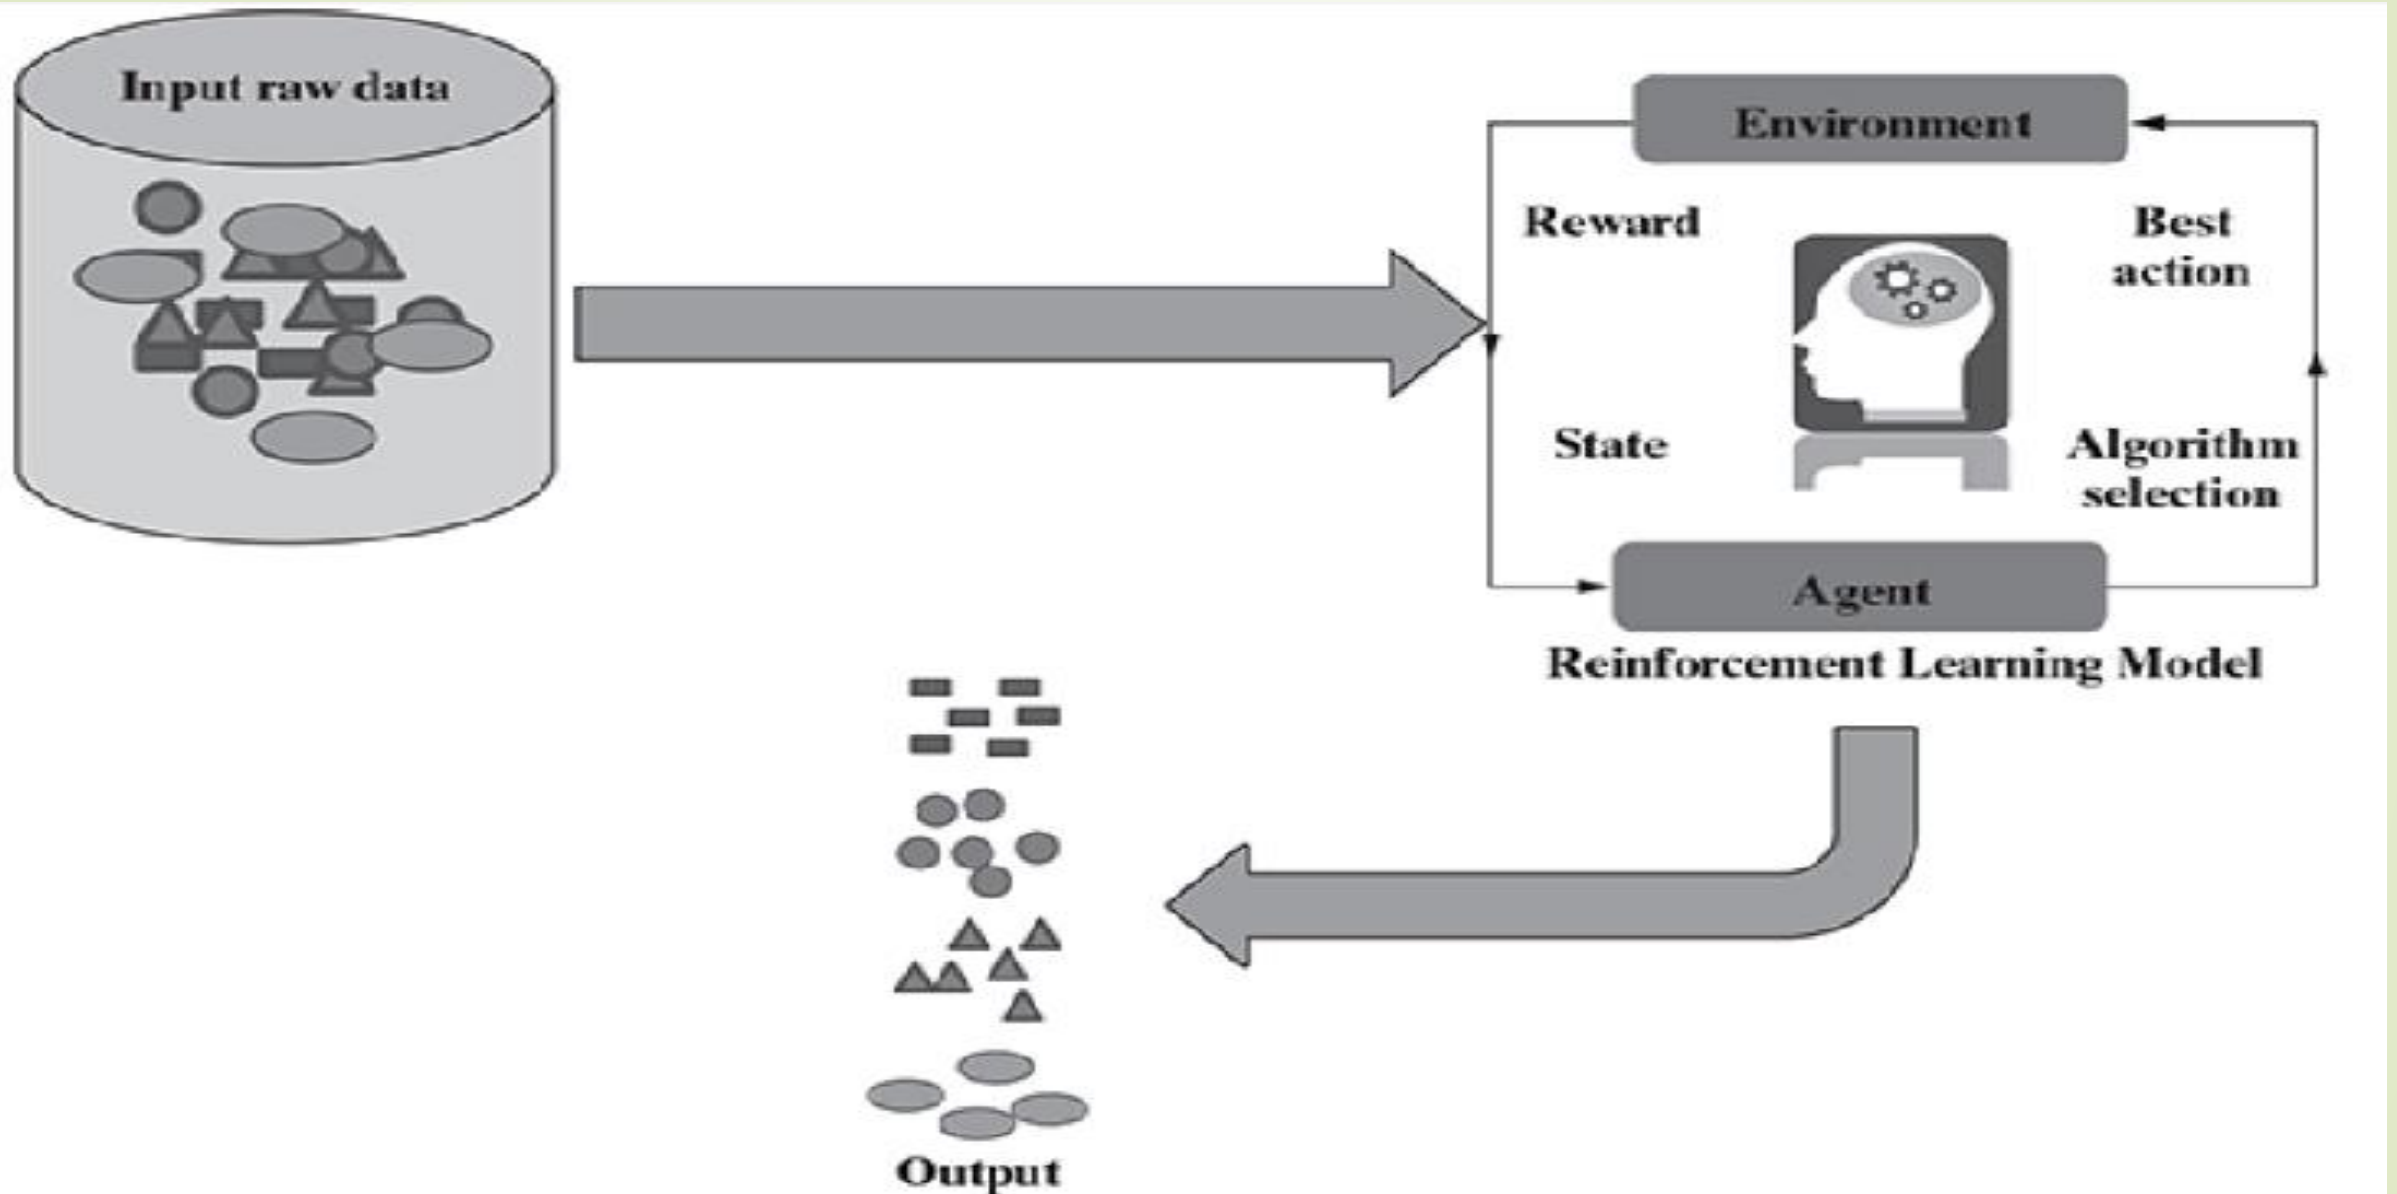 Input raw data
Environment
Reward
Best
action
State
Algorithm
selection
Agent
Reinforcement Learning Model
Output